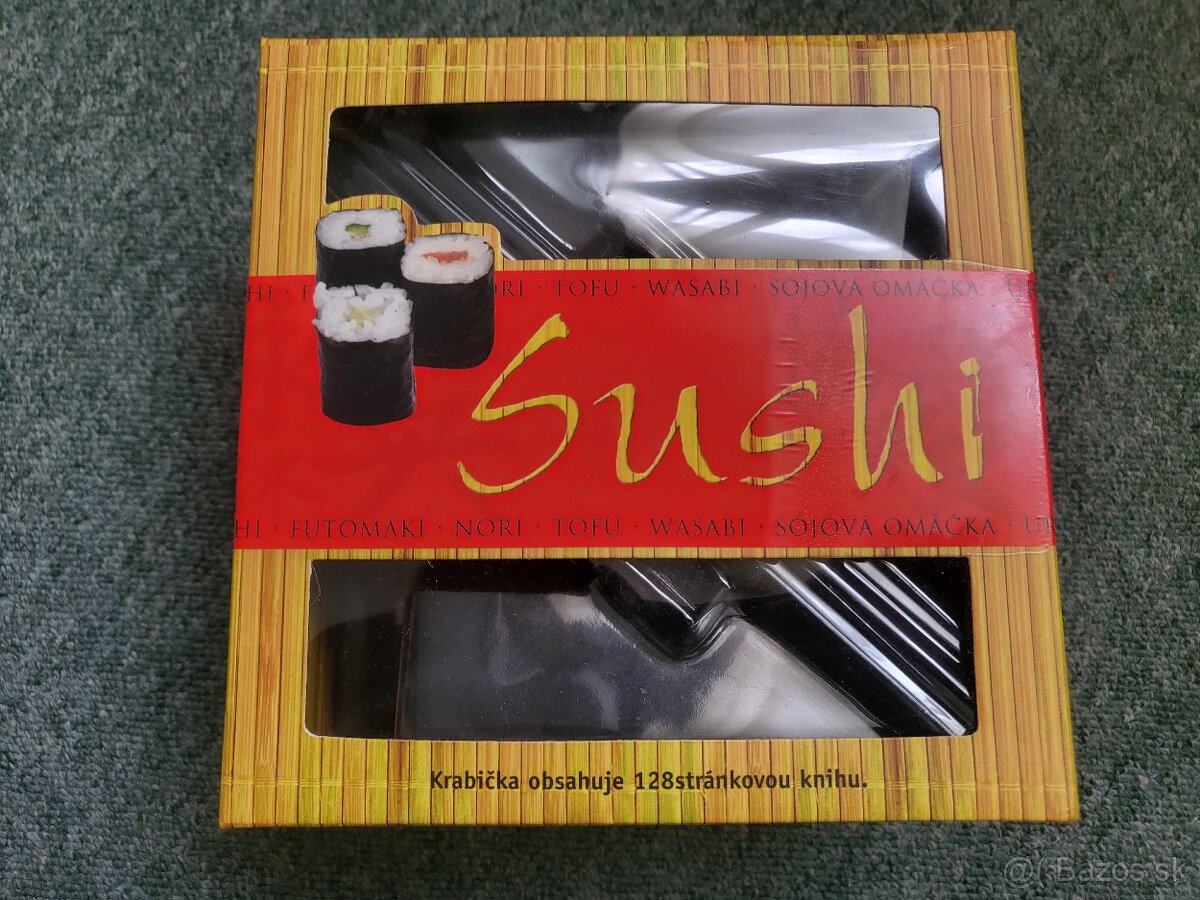 HI · F NORI · TOFU · WASABI · SÓJOVÁ OMÁČKA · UR
Sushi
HI · FUTOMAKI · NORI · TOFU · WASABI · SÓJOVÁ OMÁČKA · UR
Krabička obsahuje 128stránkovou knihu.
@(Bazos.sk